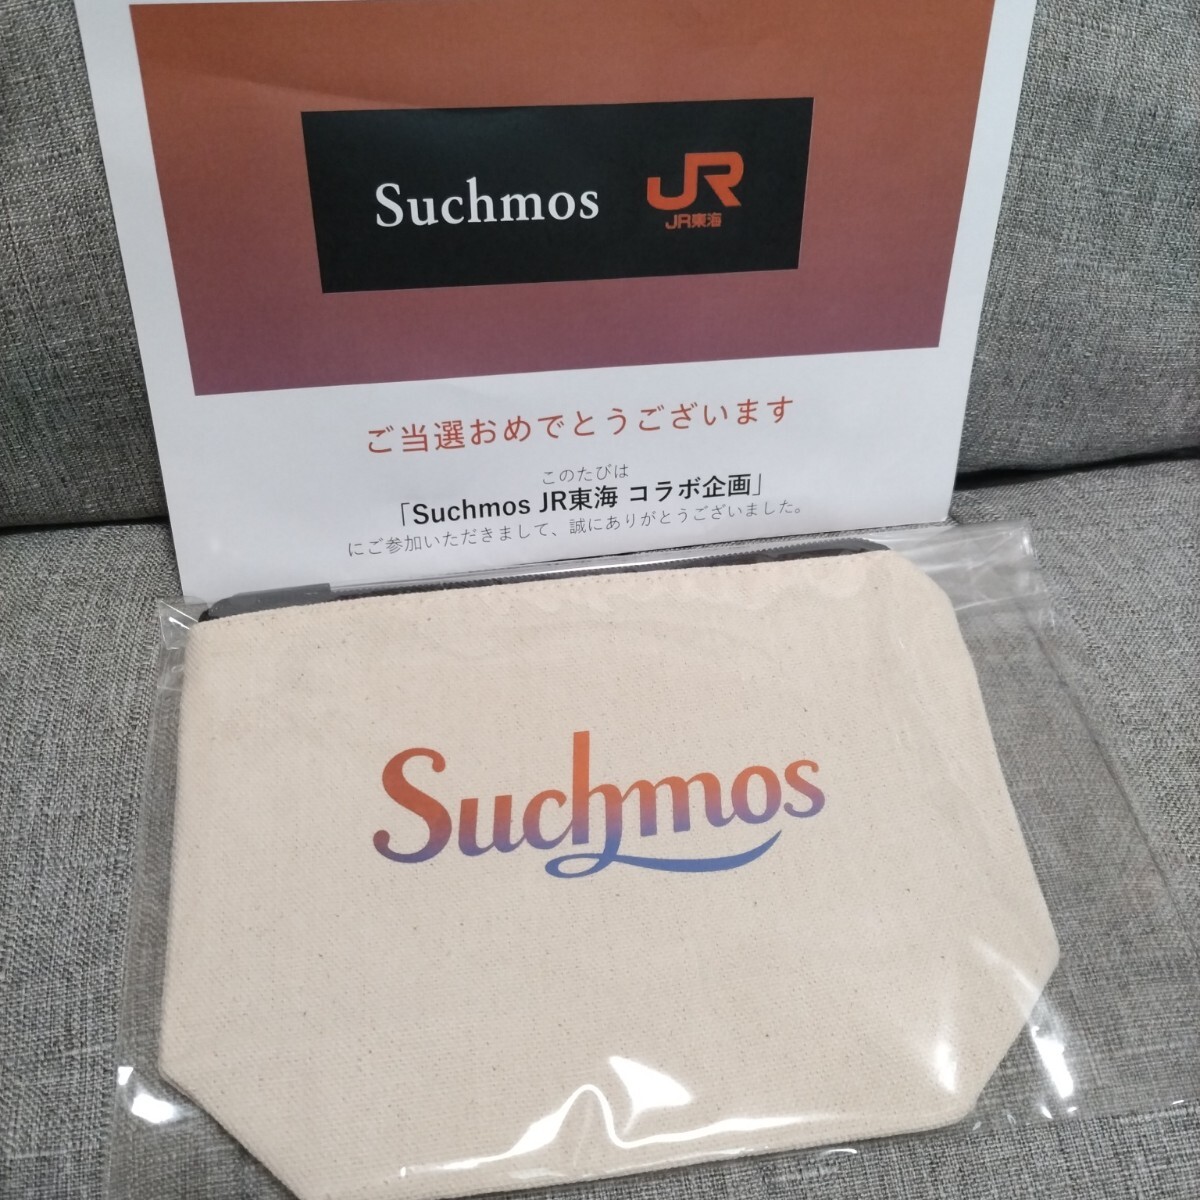 Suchmos
JR
JR東海
ご当選おめでとうございます
このたびは
「Suchmos JR東海 コラボ企画」
にご参加いただきまして、誠にありがとうございました。
Suchmos